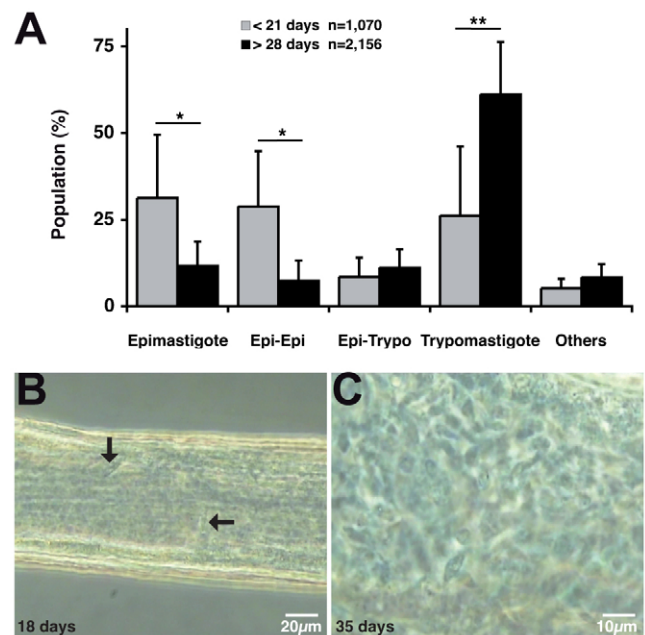 A
< 21 days n=1,070
> 28 days n=2,156
Population (%)
75
50
25
0
*
*
**
Epimastigote Epi-Epi Epi-Trypo Trypomastigote Others
B
18 days
20µm
C
35 days
10µm